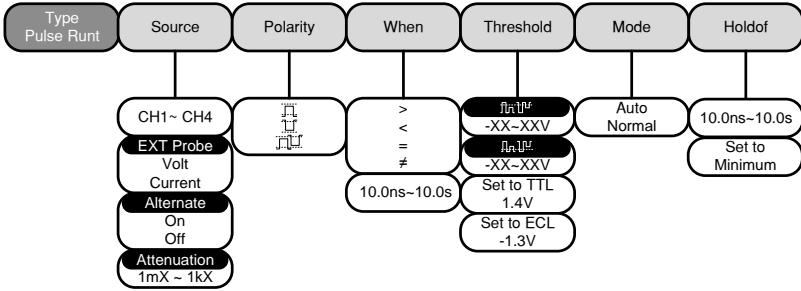 Type
Pulse Runt
Source
Polarity
When
Threshold
Mode
Holdof
CH1~ CH4
EXT Probe
Volt
Current
Alternate
On
Off
Attenuation
1mX ~ 1kX
>
<
=
≠
10.0ns~10.0s
-XX~XXV
-XX~XXV
Set to TTL
1.4V
Set to ECL
-1.3V
Auto
Normal
10.0ns~10.0s
Set to
Minimum